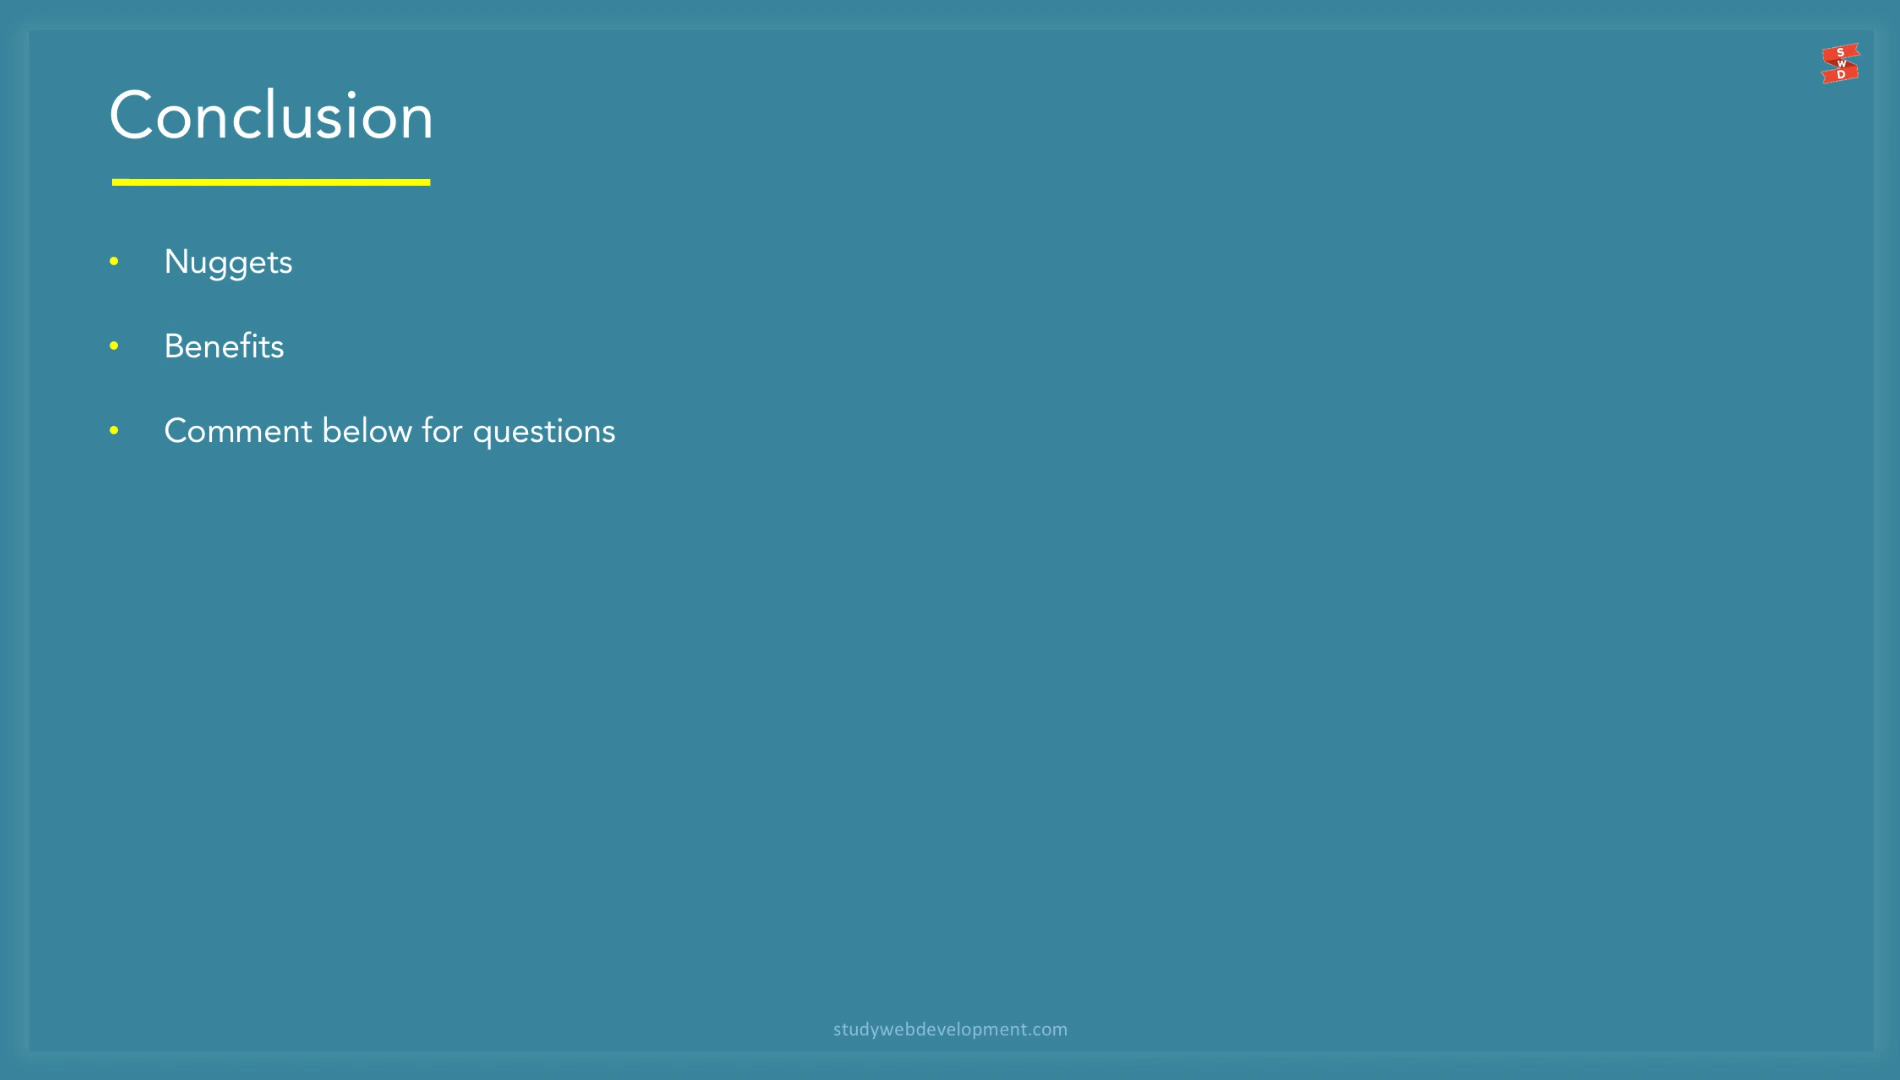 S
W
D
Conclusion
• Nuggets
• Benefits
• Comment below for questions
studywebdevelopment.com